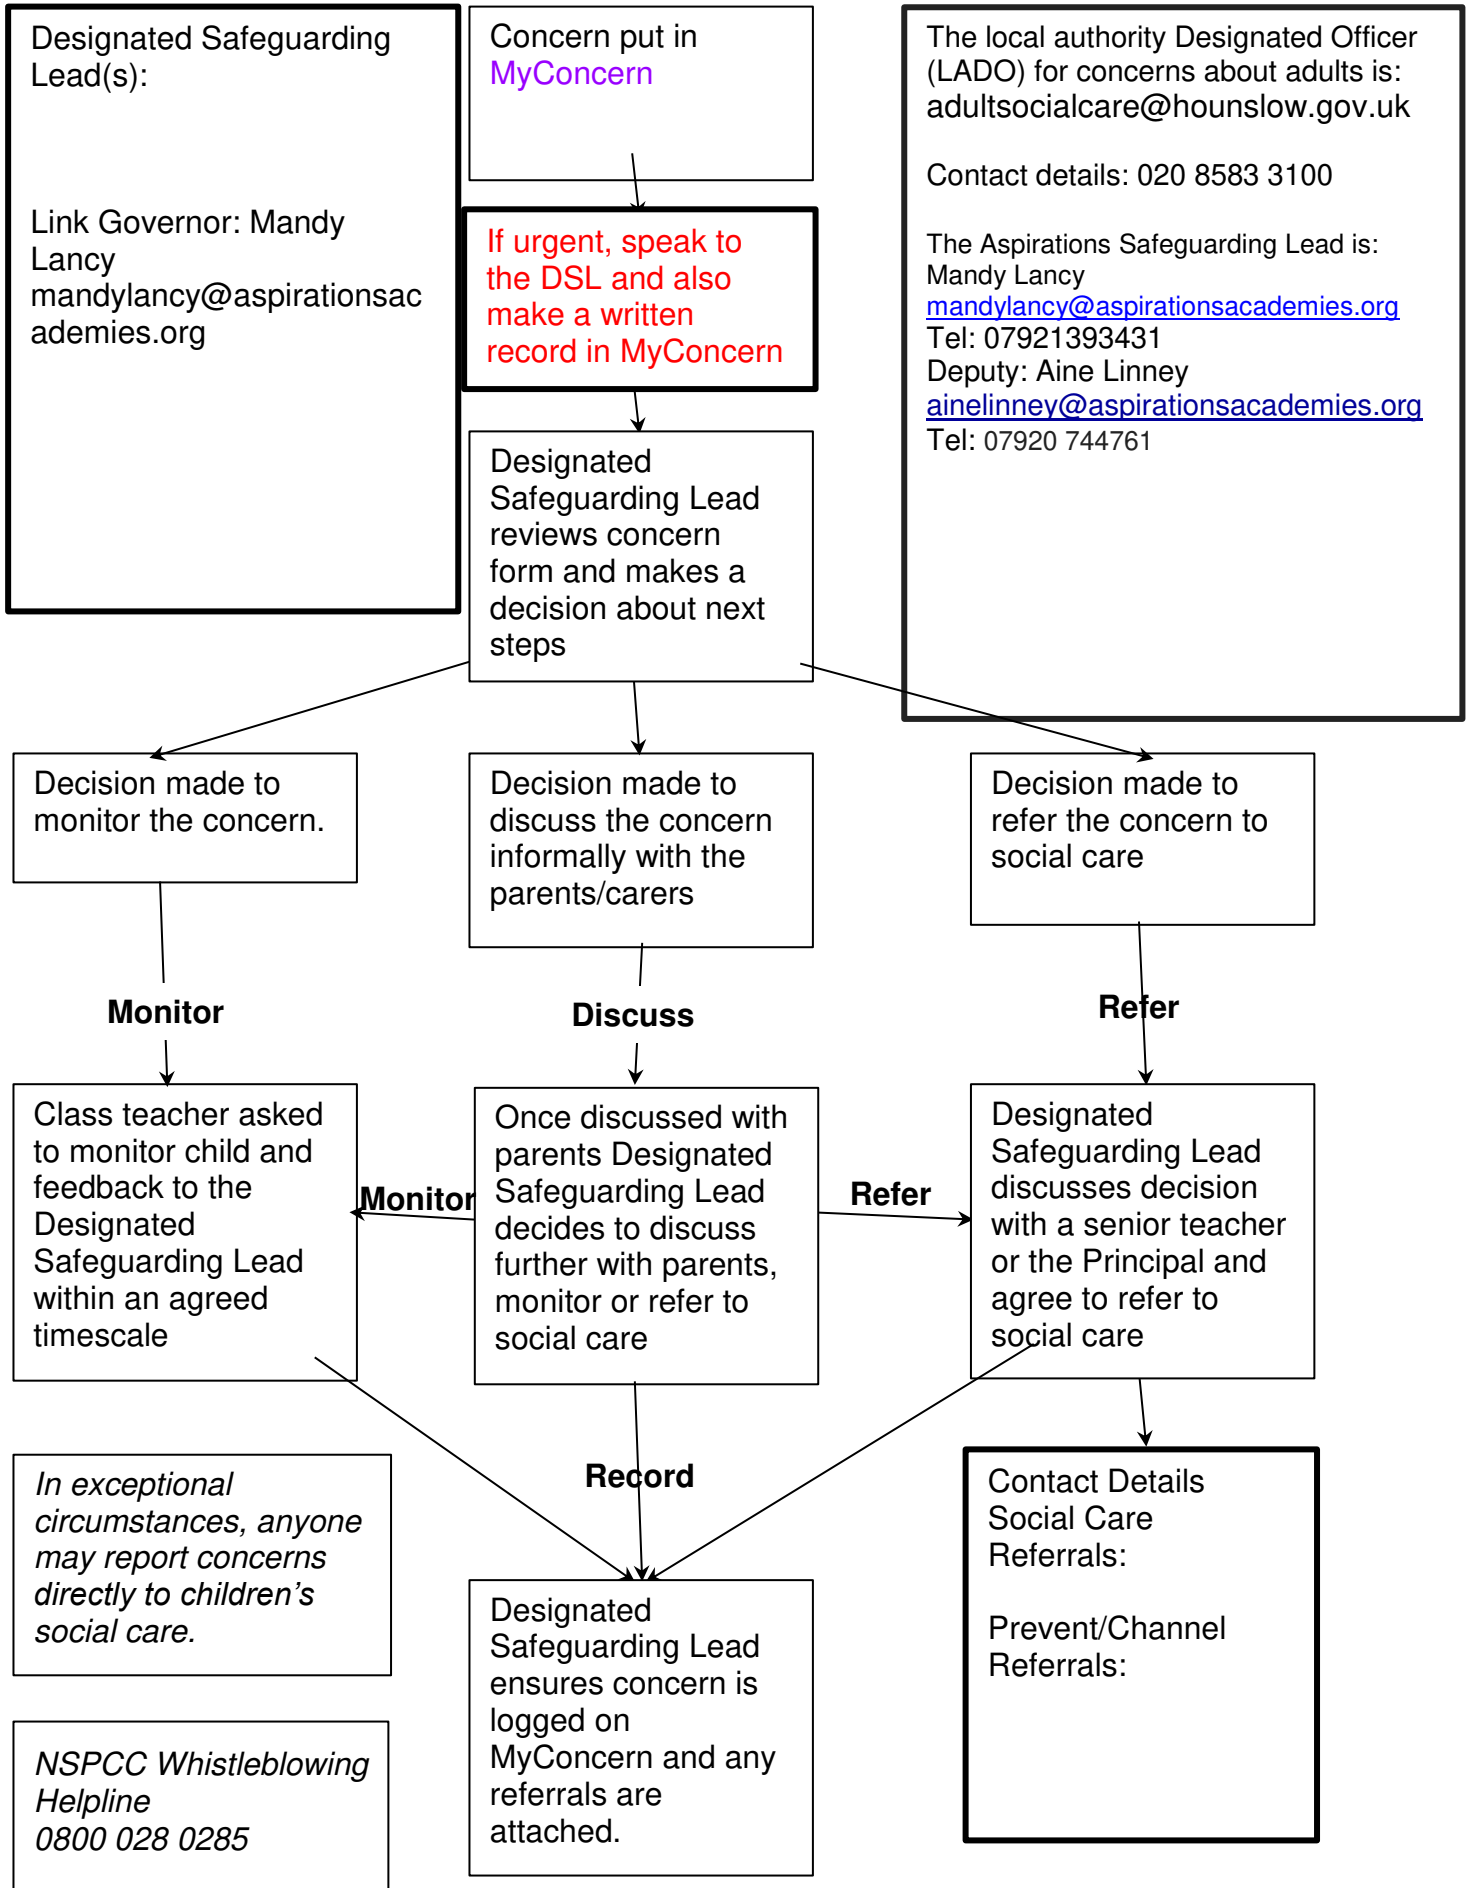 Designated Safeguarding
Lead(s):
Link Governor: Mandy
Lancy
mandylancy@aspirationsac
ademies.org
Concern put in
MyConcern
The local authority Designated Officer
(LADO) for concerns about adults is:
adultsocialcare@hounslow.gov.uk
Contact details: 020 8583 3100
The Aspirations Safeguarding Lead is:
Mandy Lancy
mandylancy@aspirationsacademies.org
Tel: 07921393431
Deputy: Aine Linney
ainelinney@aspirationsacademies.org
Tel: 07920 744761
If urgent, speak to
the DSL and also
make a written
record in MyConcern
Designated
Safeguarding Lead
reviews concern
form and makes a
decision about next
steps
Decision made to
monitor the concern.
Decision made to
discuss the concern
informally with the
parents/carers
Decision made to
refer the concern to
social care
Monitor
Discuss
Refer
Class teacher asked
to monitor child and
feedback to the
Designated
Safeguarding Lead
within an agreed
timescale
Monitor
Once discussed with
parents Designated
Safeguarding Lead
decides to discuss
further with parents,
monitor or refer to
social care
Refer
Designated
Safeguarding Lead
discusses decision
with a senior teacher
or the Principal and
agree to refer to
social care
In exceptional
circumstances, anyone
may report concerns
directly to children’s
social care.
Record
Contact Details
Social Care
Referrals:
Prevent/Channel
Referrals:
Designated
Safeguarding Lead
ensures concern is
logged on
MyConcern and any
referrals are
attached.
NSPCC Whistleblowing
Helpline
0800 028 0285